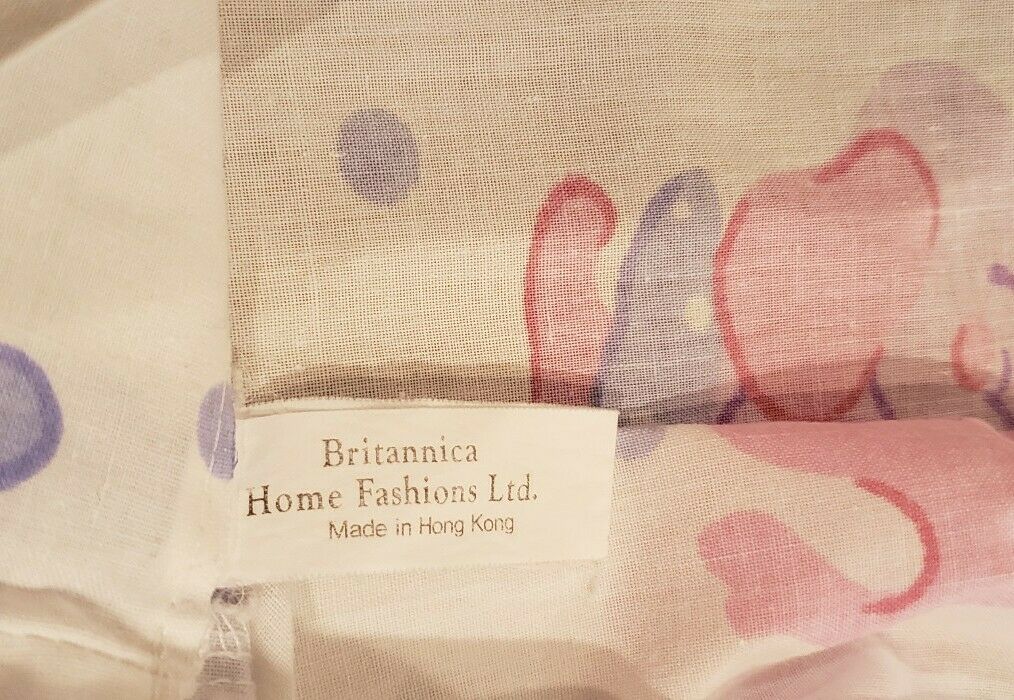 Britannica
Home Fashions Ltd.
Made in Hong Kong